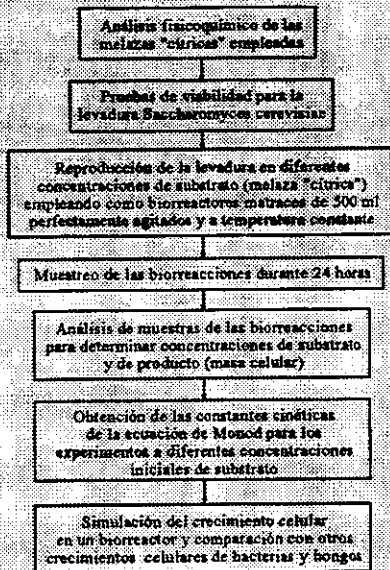 Análisis fisicoquímico de las
melazas "cítricas" empleadas
Pruebas de viabilidad para la
levadura Saccharomyces cerevisiae
Reproducción de la levadura en diferentes
concentraciones de substrato (melaza "cítrica")
empleando como biorreactores matraces de 500 ml
perfectamente agitados y a temperatura constante
Muestreo de las biorreacciones durante 24 horas
Análisis de muestras de las biorreacciones
para determinar concentraciones de substrato
y de producto (masa celular)
Obtención de las constantes cinéticas
de la ecuación de Monod para los
experimentos a diferentes concentraciones
iniciales de substrato
Simulación del crecimiento celular
en un biorreactor y comparación con otros
crecimientos celulares de bacterias y hongos